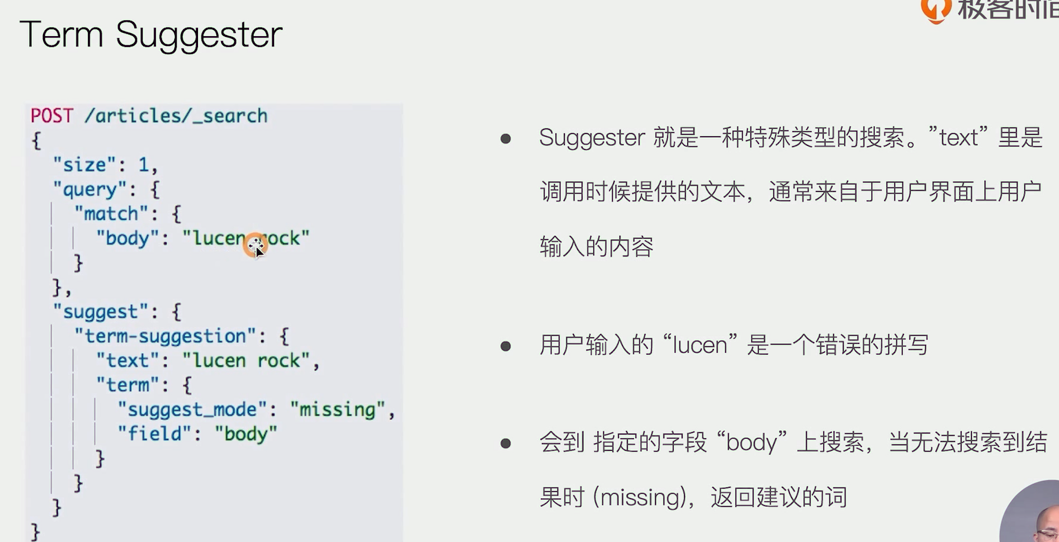 极客时间
Term Suggester
POST /articles/_search
{
"size": 1,
"query": {
"match": {
"body": "lucen rock"
}
},
"suggest": {
"term-suggestion": {
"text": "lucen rock",
"term": {
"suggest_mode": "missing",
"field": "body"
}
}
}
}
● Suggester 就是一种特殊类型的搜索。”text” 里是
调用时候提供的文本，通常来自于用户界面上用户
输入的内容
● 用户输入的 “lucen” 是一个错误的拼写
● 会到 指定的字段 “body” 上搜索，当无法搜索到结
果时 (missing)，返回建议的词